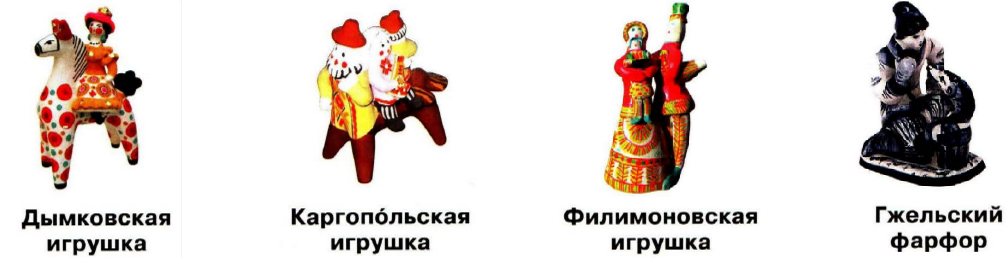 Дымковская
игрушка
Каргопо́льская
игрушка
Филимоновская
игрушка
Гжельский
фарфор